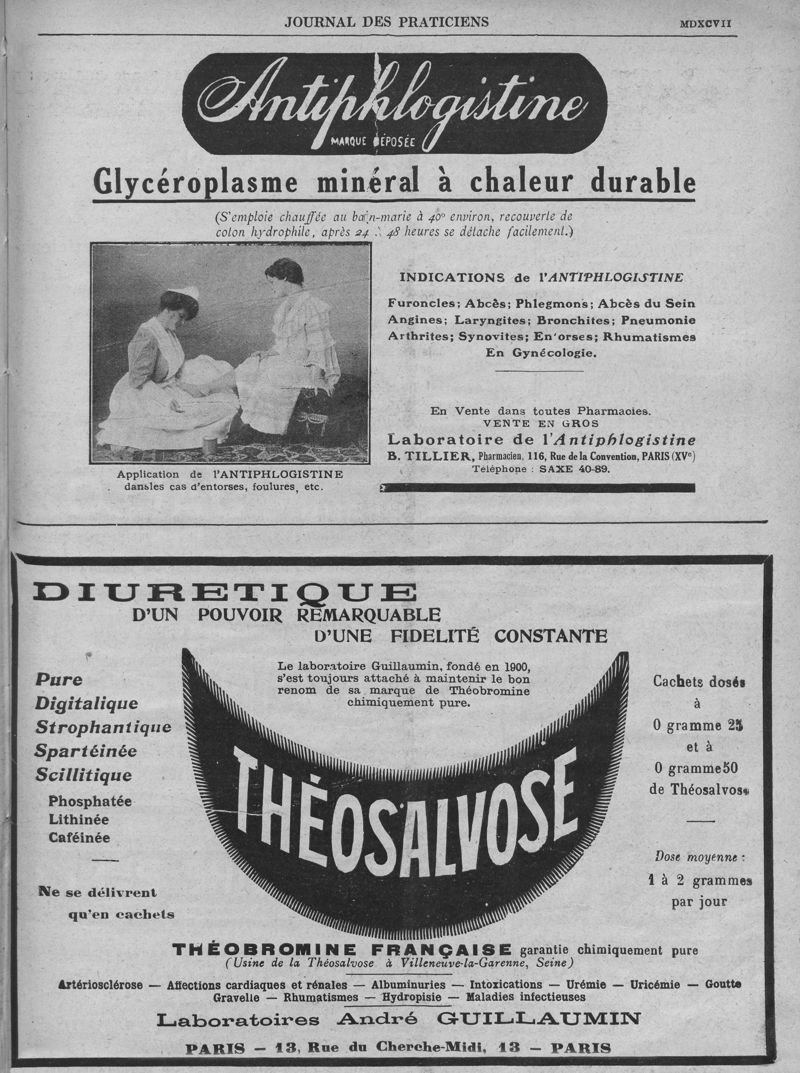 JOURNAL DES PRATICIENS
MDXCVII
Antiphlogistine
MARQUE DÉPOSÉE
Glycéroplasme minéral à chaleur durable
(S'emploie chauffée au bain-marie à 40° environ, recouverte de
coton hydrophile, après 24 à 48 heures se détache facilement.)
Application de l'ANTIPHLOGISTINE
dans les cas d'entorses, foulures, etc.
INDICATIONS de l'ANTIPHLOGISTINE
Furoncles; Abcès; Phlegmons; Abcès du Sein
Angines; Laryngites; Bronchites; Pneumonie
Arthrites; Synovites; Entorses; Rhumatismes
En Gynécologie.
En Vente dans toutes Pharmacies.
VENTE EN GROS
Laboratoire de l'Antiphlogistine
B. TILLIER, Pharmacien, 116, Rue de la Convention, PARIS (XVe)
Téléphone : SAXE 40-89.
DIURETIQUE
D'UN POUVOIR REMARQUABLE
D'UNE FIDELITÉ CONSTANTE
Le laboratoire Guillaumin, fondé en 1900,
s'est toujours attaché à maintenir le bon
renom de sa marque de Théobromine
chimiquement pure.
Pure
Digitalique
Strophantique
Spartéinée
Scillitique
Phosphatée
Lithinée
Caféinée
Ne se délivrent
qu'en cachets
THÉOSALVOSE
Cachets dosés
à
0 gramme 25
et à
0 gramme 50
de Théosalvose
Dose moyenne :
1 à 2 grammes
par jour
THÉOBROMINE FRANÇAISE garantie chimiquement pure
(Usine de la Théosalvose à Villeneuve-la-Garenne, Seine)
Artériosclérose — Affections cardiaques et rénales — Albuminuries — Intoxications — Urémie — Uricémie — Goutte
Gravelle — Rhumatismes — Hydropisie — Maladies infectieuses
Laboratoires André GUILLAUMIN
PARIS — 13, Rue du Cherche-Midi, 13 — PARIS